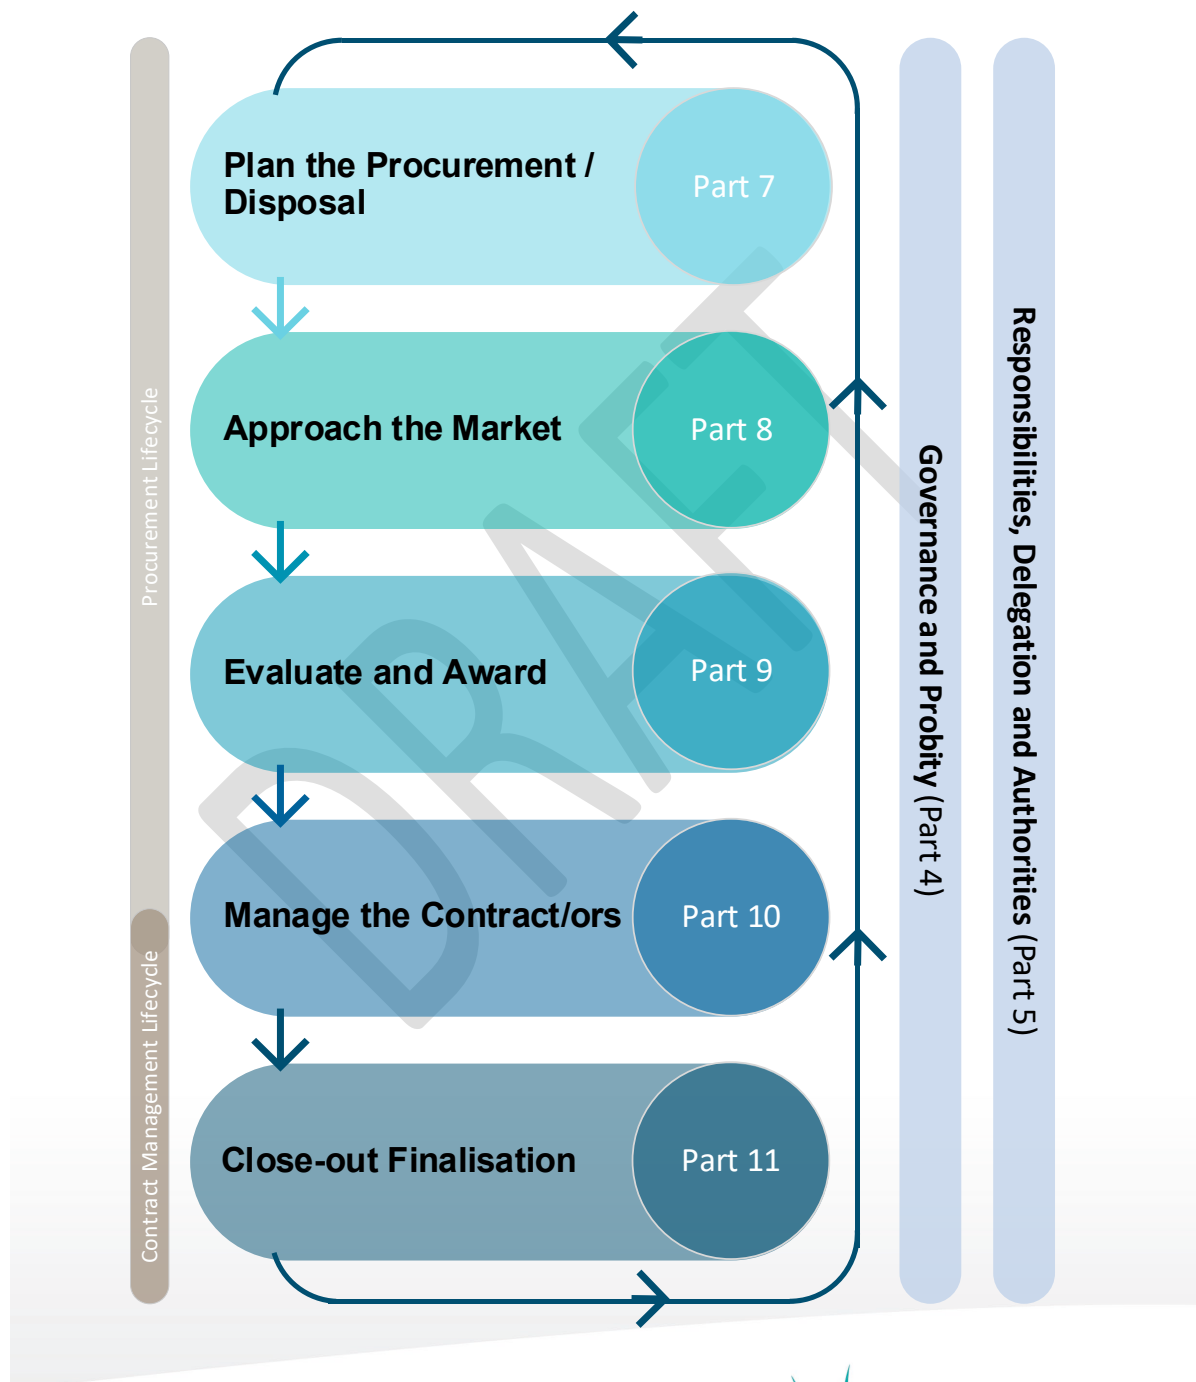 Plan the Procurement /
Disposal
Part 7
Approach the Market
Part 8
Evaluate and Award
Part 9
Manage the Contract/ors
Part 10
Close-out Finalisation
Part 11
Procurement Lifecycle
Contract Management Lifecycle
Governance and Probity (Part 4)
Responsibilities, Delegation and Authorities (Part 5)
DRAFT